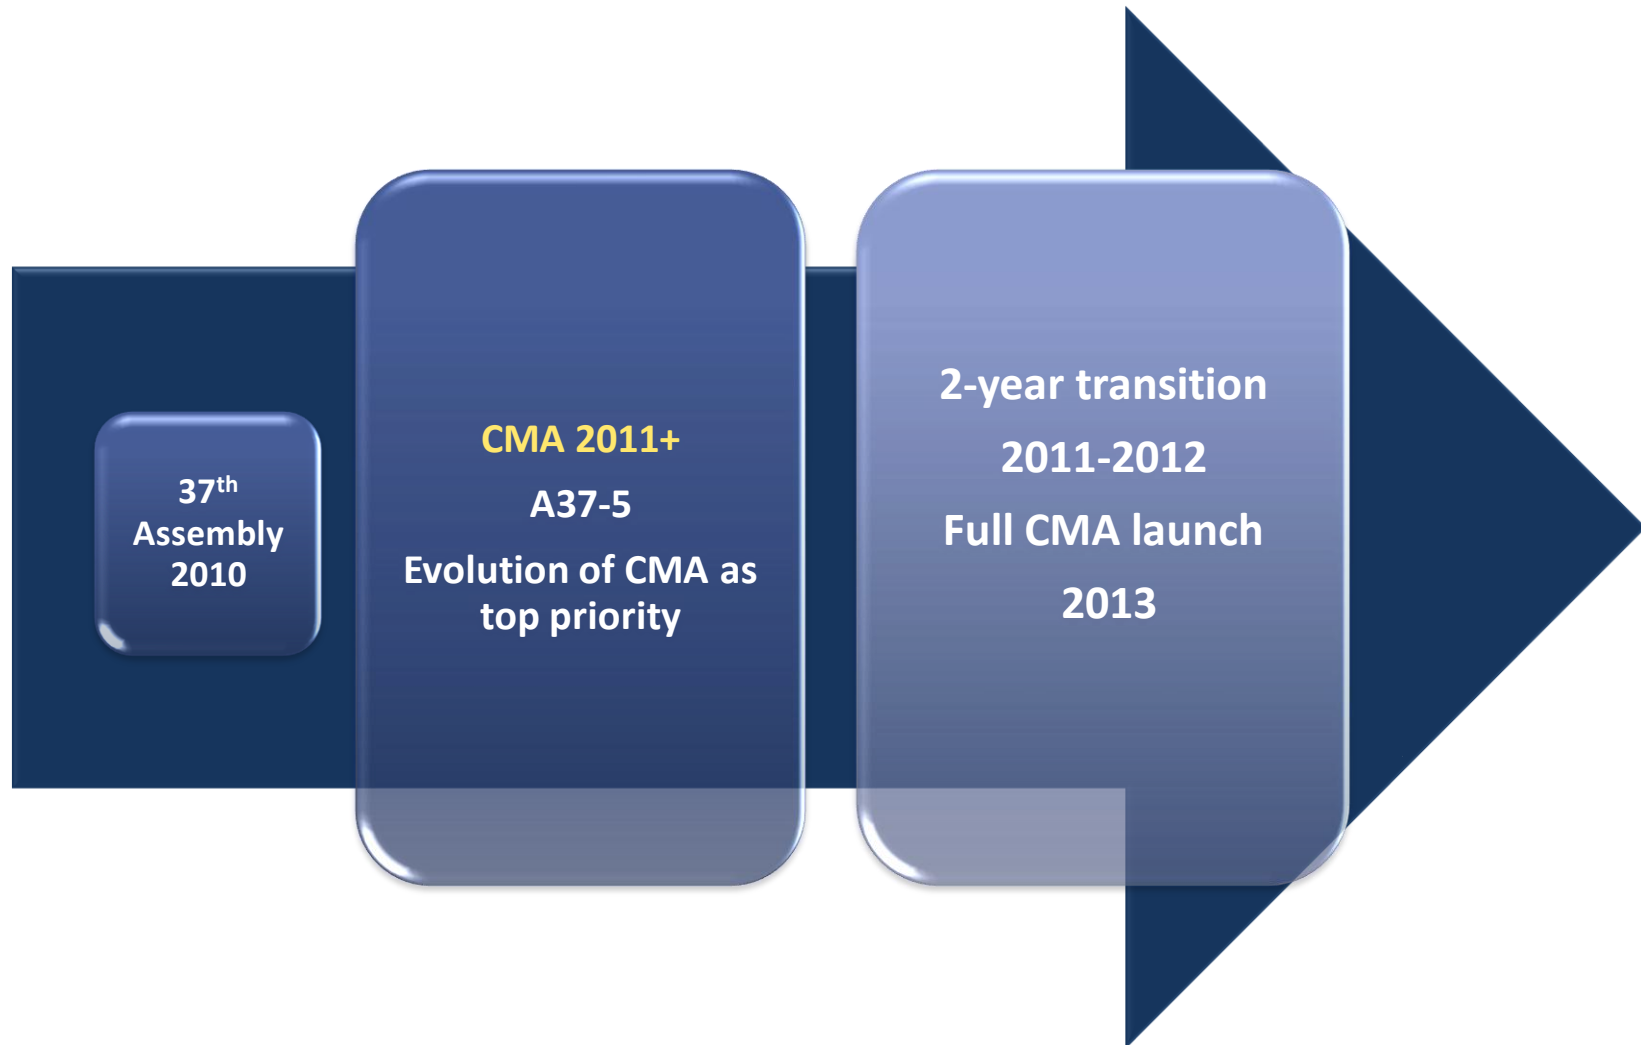 37th
Assembly
2010
CMA 2011+
A37-5
Evolution of CMA as
top priority
2-year transition
2011-2012
Full CMA launch
2013